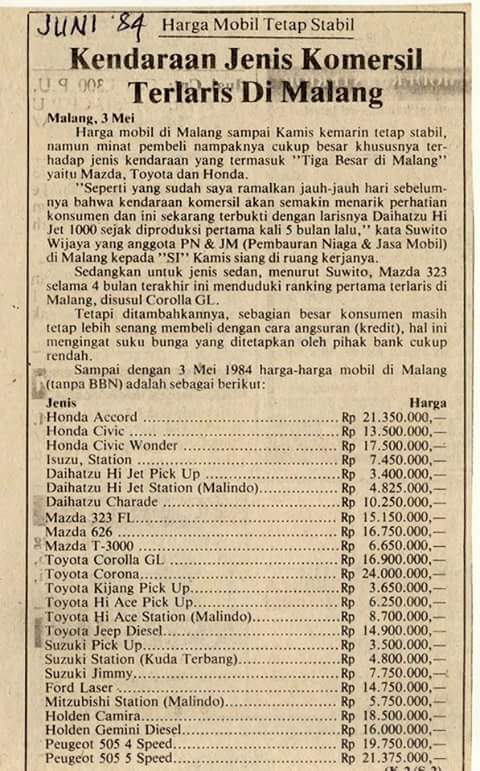 JUNI '84
Harga Mobil Tetap Stabil
Kendaraan Jenis Komersil
Terlaris Di Malang
Malang, 3 Mei
Harga mobil di Malang sampai Kamis kemarin tetap stabil,
namun minat pembeli nampaknya cukup besar khususnya ter-
hadap jenis kendaraan yang termasuk "Tiga Besar di Malang"
yaitu Mazda, Toyota dan Honda.
"Seperti yang sudah saya ramalkan jauh-jauh hari sebelum-
nya bahwa kendaraan komersil akan semakin menarik perhatian
konsumen dan ini sekarang terbukti dengan larisnya Daihatzu Hi
Jet 1000 sejak diproduksi pertama kali 5 bulan lalu," kata Suwito
Wijaya yang anggota PN & JM (Pembauran Niaga & Jasa Mobil)
di Malang kepada "SI" Kamis siang di ruang kerjanya.
Sedangkan untuk jenis sedan, menurut Suwito, Mazda 323
selama 4 bulan terakhir ini menduduki ranking pertama terlaris di
Malang, disusul Corolla GL.
Tetapi ditambahkannya, sebagian besar konsumen masih
tetap lebih senang membeli dengan cara angsuran (kredit), hal ini
mengingat suku bunga yang ditetapkan oleh pihak bank cukup
rendah.
Sampai dengan 3 Mei 1984 harga-harga mobil di Malang
(tanpa BBN) adalah sebagai berikut:
Jenis Harga
Honda Accord ........ Rp 21.350.000,—
Honda Civic ........ Rp 13.500.000,—
Honda Civic Wonder ........ Rp 17.500.000,—
Isuzu, Station ........ Rp 7.450.000,—
Daihatzu Hi Jet Pick Up ........ Rp 3.400.000,—
Daihatzu Hi Jet Station (Malindo)........ Rp 4.825.000,—
Daihatzu Charade ........ Rp 10.250.000,—
Mazda 323 FL........ Rp 15.150.000,—
Mazda 626 ........ Rp 16.750.000,—
Mazda T-3000 ........ Rp 6.650.000,—
Toyota Corolla GL ........ Rp 16.900.000,—
Toyota Corona........ Rp 24.000.000,—
Toyota Kijang Pick Up........ Rp 3.650.000,—
Toyota Hi Ace Pick Up........ Rp 6.250.000,—
Toyota Hi Ace Station (Malindo)........ Rp 8.700.000,—
Toyota Jeep Diesel........ Rp 14.900.000,—
Suzuki Pick Up........ Rp 3.500.000,—
Suzuki Station (Kuda Terbang)........ Rp 4.800.000,—
Suzuki Jimmy........ Rp 7.750.000,—
Ford Laser ........ Rp 14.750.000,—
Mitzubishi Station (Malindo)........ Rp 5.750.000,—
Holden Camira........ Rp 18.500.000,—
Holden Gemini Diesel........ Rp 16.000.000,—
Peugeot 505 4 Speed........ Rp 19.750.000,—
Peugeot 505 5 Speed........ Rp 21.375.000,—